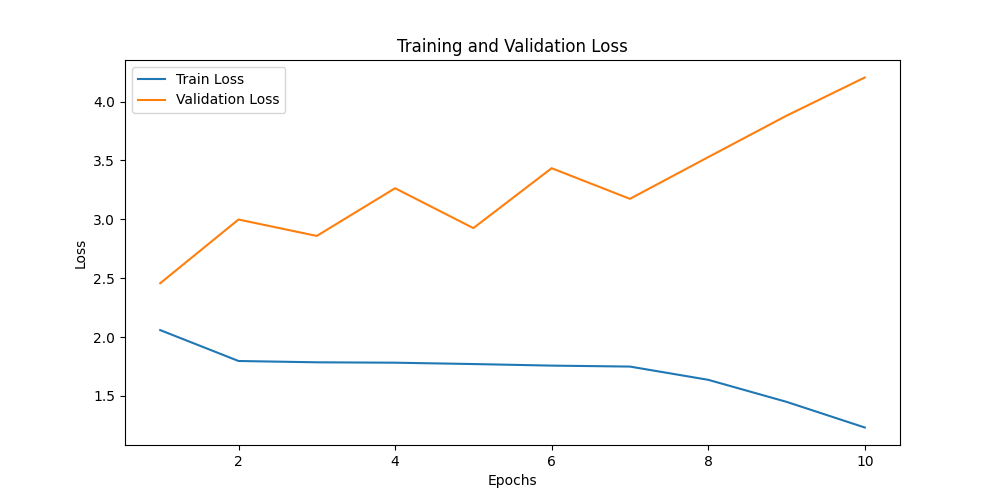 Training and Validation Loss
Train Loss
Validation Loss
4.0
3.5
3.0
2.5
2.0
1.5
Loss
2 4 6 8 10
Epochs